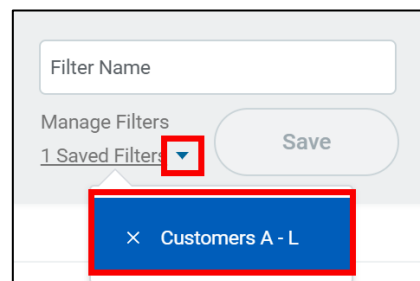 Filter Name
Manage Filters
1 Saved Filters
Save
× Customers A - L